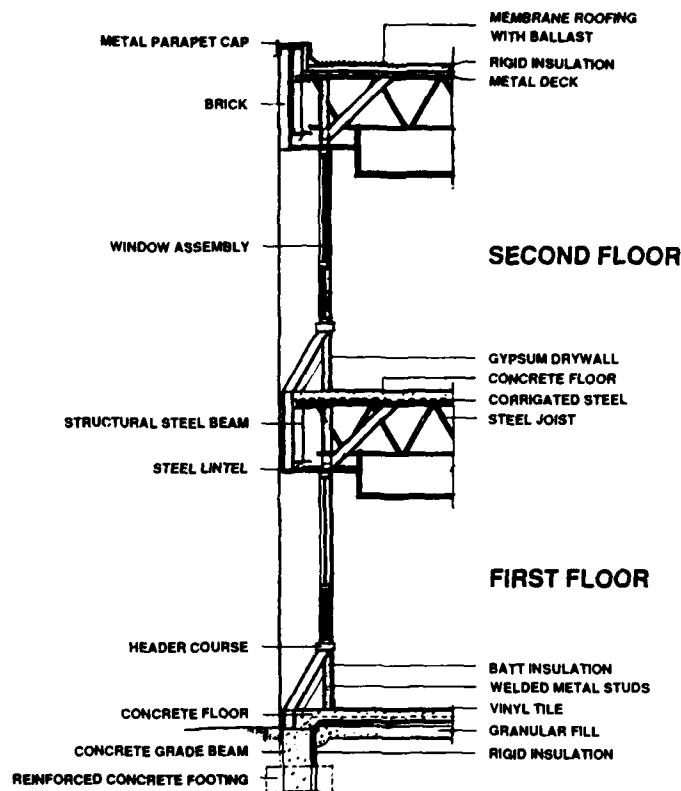 MEMBRANE ROOFING
WITH BALLAST
METAL PARAPET CAP
RIGID INSULATION
METAL DECK
BRICK
WINDOW ASSEMBLY
SECOND FLOOR
GYPSUM DRYWALL
CONCRETE FLOOR
CORRIGATED STEEL
STRUCTURAL STEEL BEAM
STEEL JOIST
STEEL LINTEL
FIRST FLOOR
HEADER COURSE
BATT INSULATION
WELDED METAL STUDS
VINYL TILE
CONCRETE FLOOR
GRANULAR FILL
CONCRETE GRADE BEAM
RIGID INSULATION
REINFORCED CONCRETE FOOTING